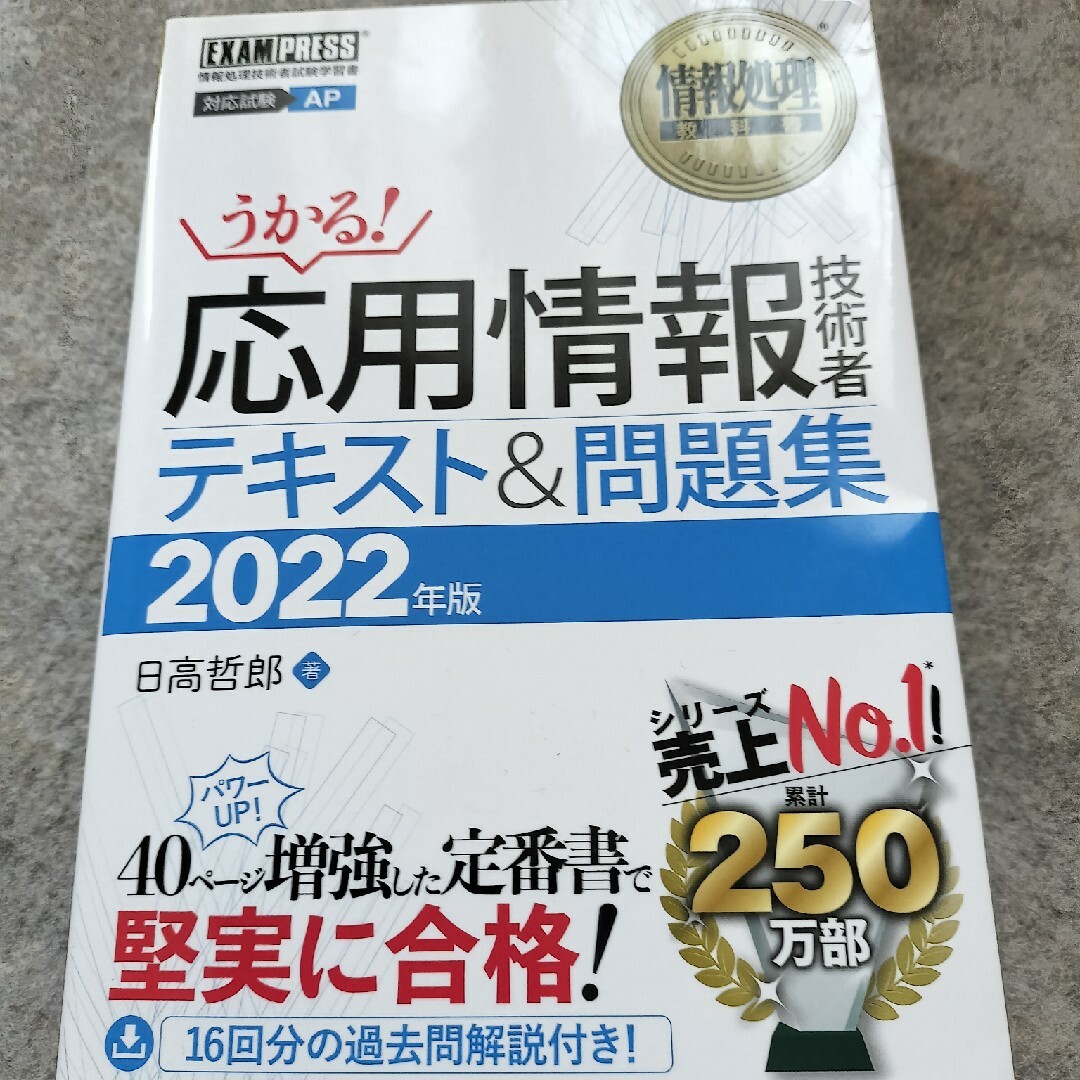 EXAMPRESS®
情報処理技術者試験学習書
対応試験 AP
情報処理®
教科書
うかる!
応用情報技術者
テキスト&問題集
2022年版
日高哲郎 著
シリーズ
売上No.1!*
累計
250
万部
パワー
UP!
40ページ増強した定番書で
堅実に合格!
16回分の過去問解説付き!